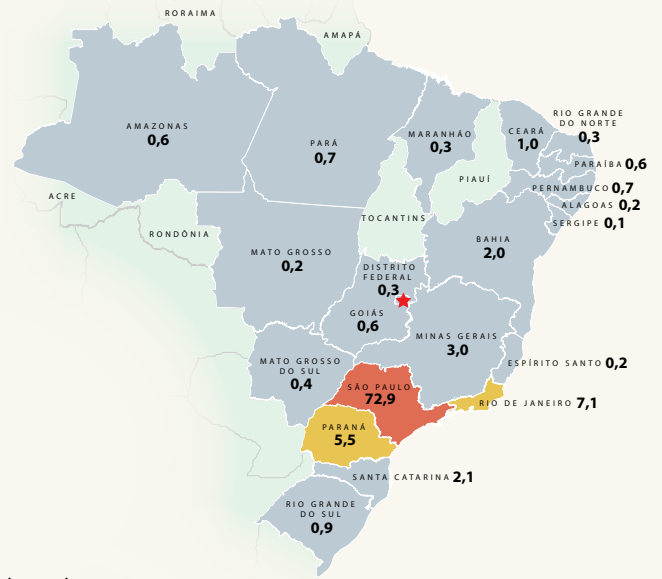 RORAIMA
AMAPÁ
AMAZONAS
0,6
PARÁ
0,7
MARANHÃO
0,3
CEARÁ
1,0
RIO GRANDE
DO NORTE
0,3
PARAÍBA 0,6
PIAUÍ
PERNAMBUCO 0,7
ACRE
ALAGOAS 0,2
TOCANTINS
SERGIPE 0,1
RONDÔNIA
BAHIA
2,0
MATO GROSSO
0,2
DISTRITO
FEDERAL
0,3
GOIÁS
0,6
MINAS GERAIS
3,0
MATO GROSSO
DO SUL
0,4
ESPÍRITO SANTO 0,2
SÃO PAULO
72,9
RIO DE JANEIRO 7,1
PARANÁ
5,5
SANTA CATARINA 2,1
RIO GRANDE
DO SUL
0,9